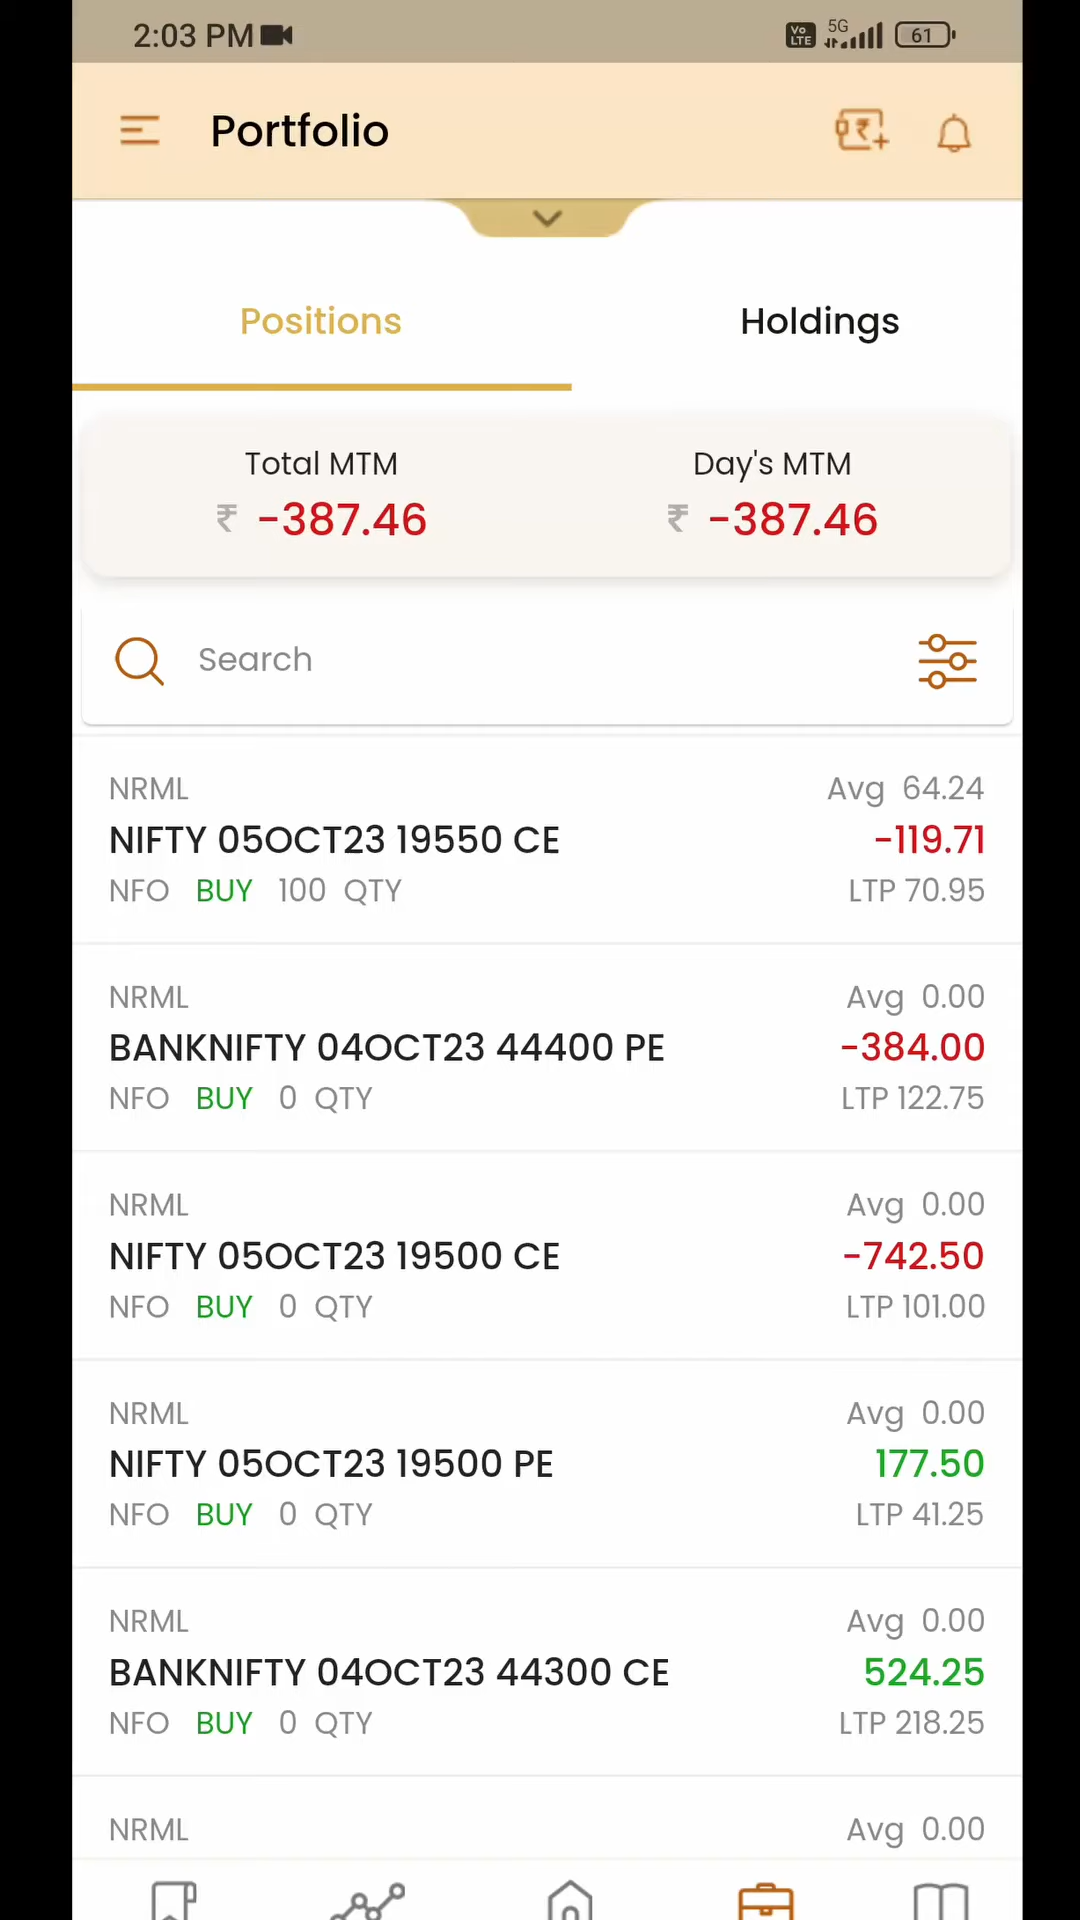 2:03 PM Vo LTE 5G 61
Portfolio
Positions Holdings
Total MTM Day's MTM
₹ -387.46 ₹ -387.46
Search
NRML Avg 64.24
NIFTY 05OCT23 19550 CE -119.71
NFO BUY 100 QTY LTP 70.95
NRML Avg 0.00
BANKNIFTY 04OCT23 44400 PE -384.00
NFO BUY 0 QTY LTP 122.75
NRML Avg 0.00
NIFTY 05OCT23 19500 CE -742.50
NFO BUY 0 QTY LTP 101.00
NRML Avg 0.00
NIFTY 05OCT23 19500 PE 177.50
NFO BUY 0 QTY LTP 41.25
NRML Avg 0.00
BANKNIFTY 04OCT23 44300 CE 524.25
NFO BUY 0 QTY LTP 218.25
NRML Avg 0.00